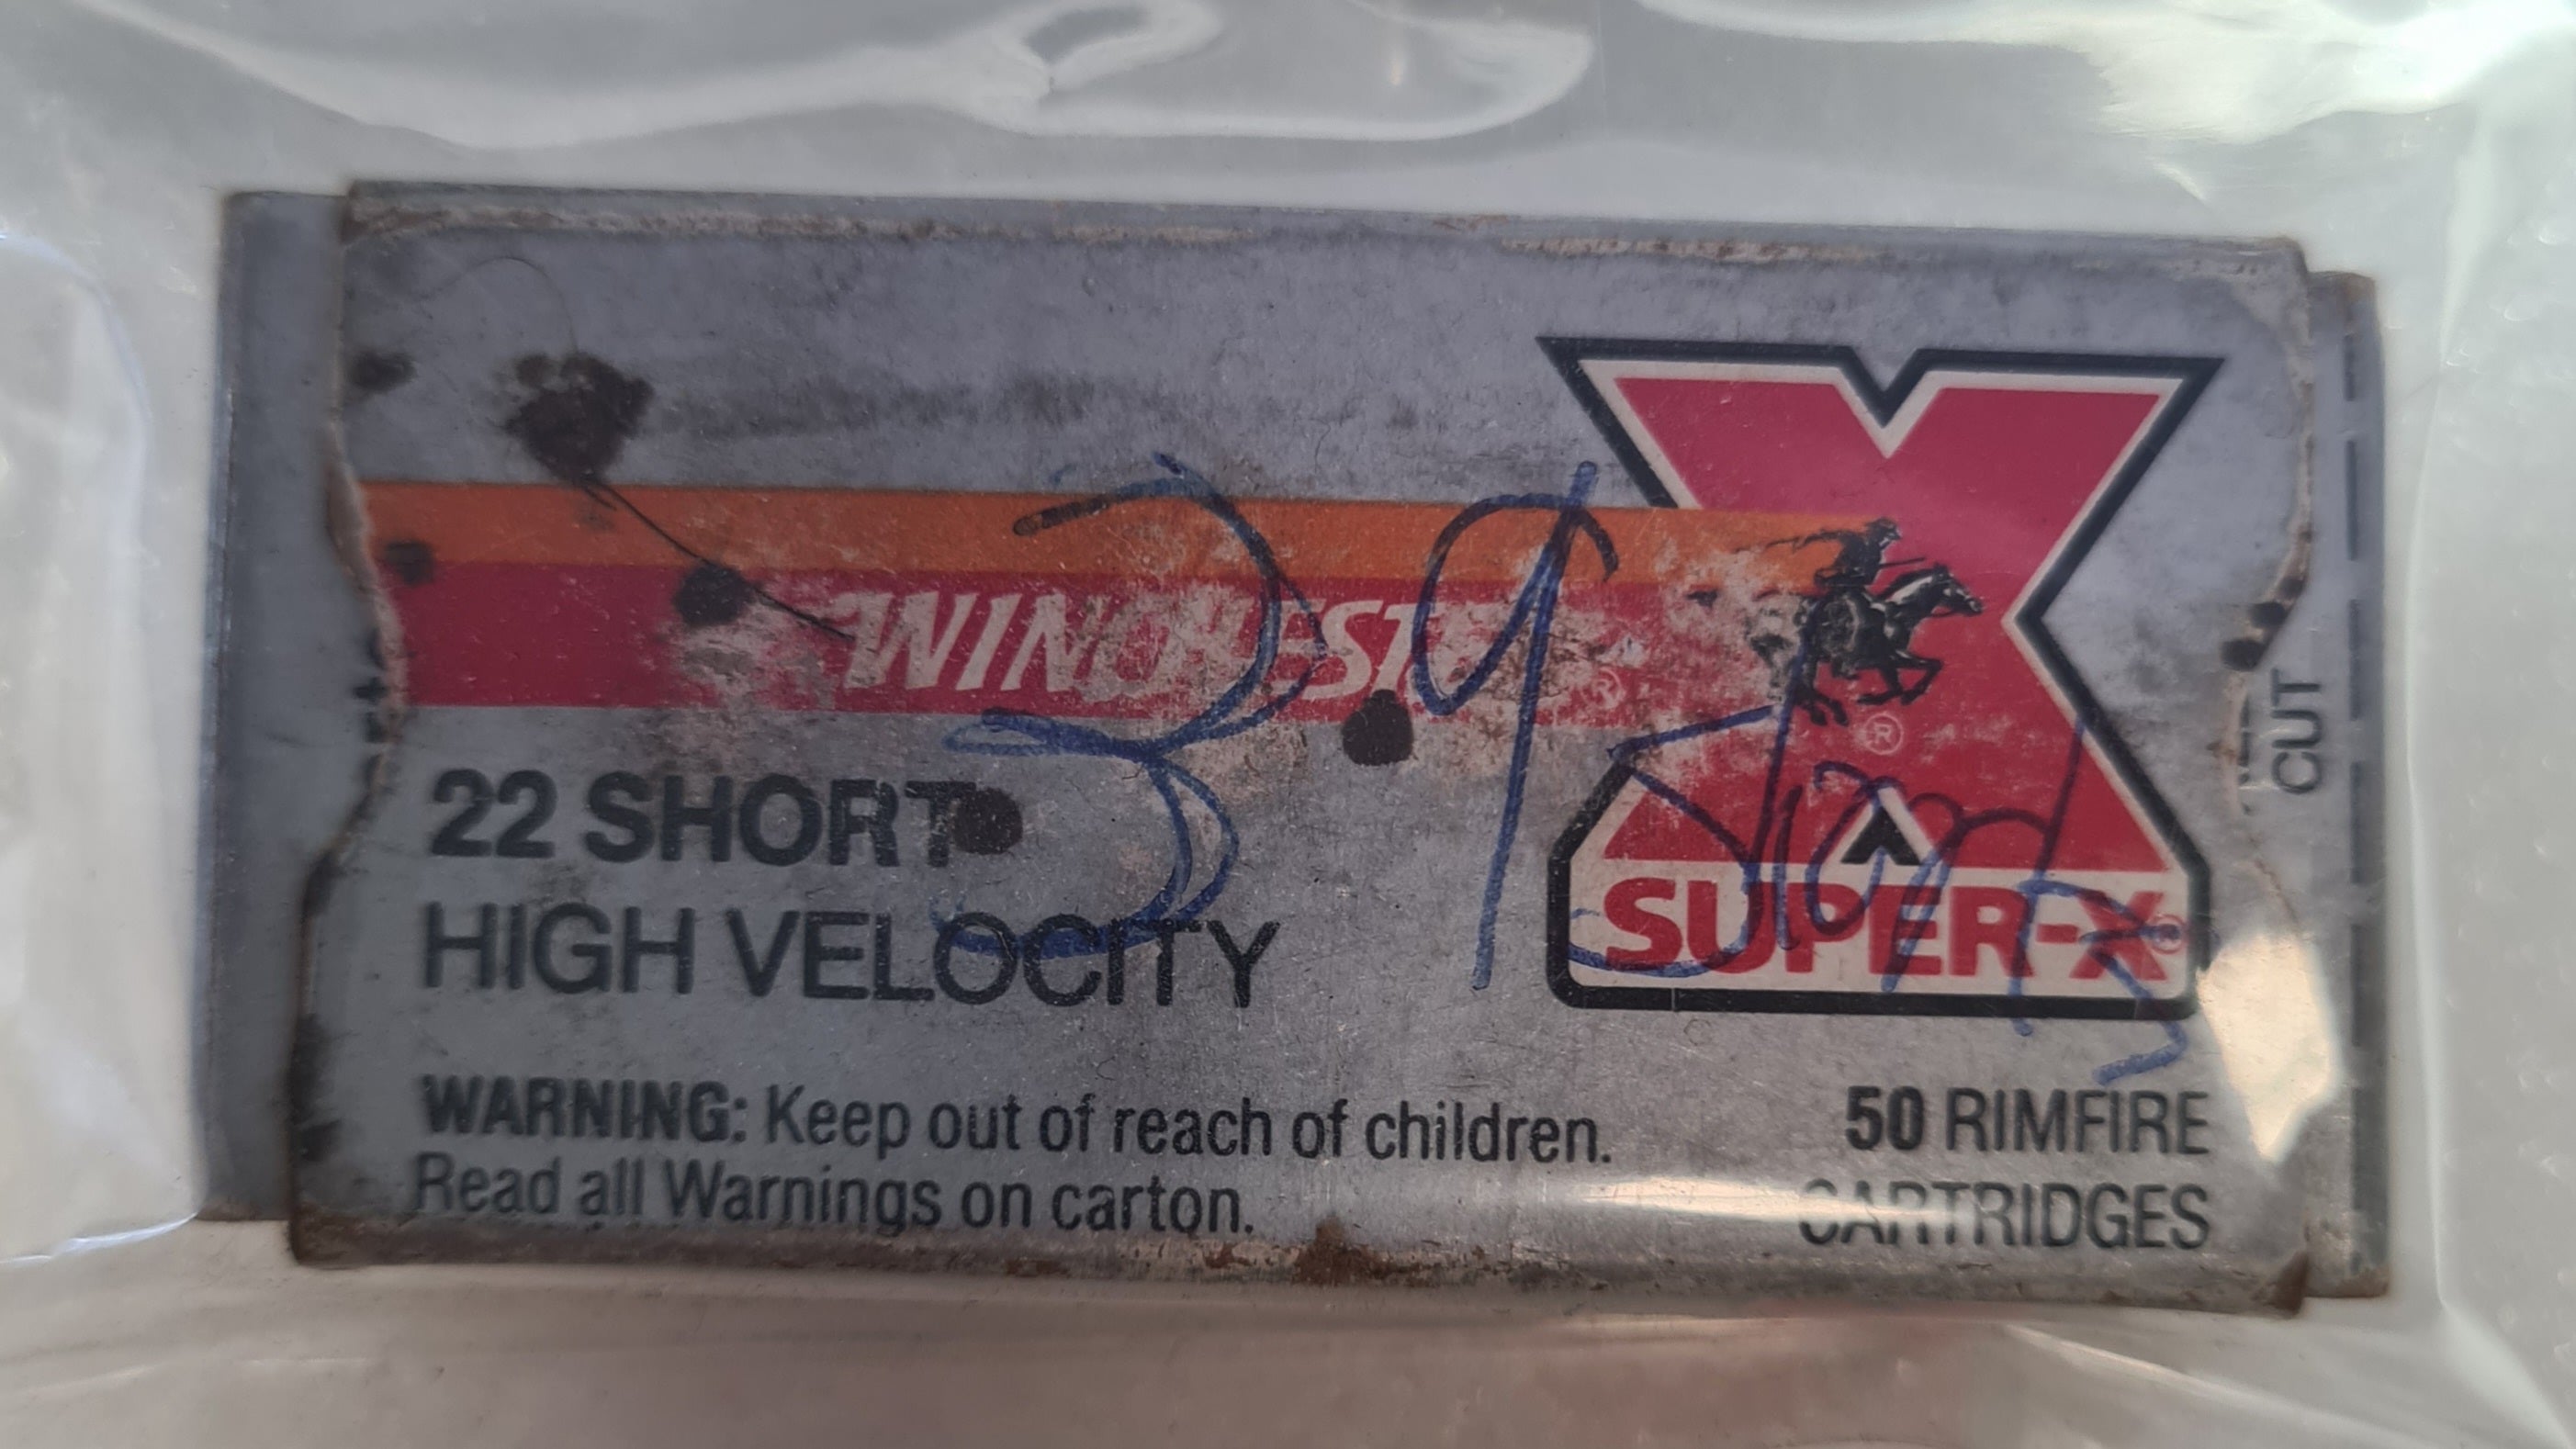 WINCHESTER ®
®
22 SHORT
HIGH VELOCITY
SUPER-X®
39
WARNING: Keep out of reach of children.
Read all Warnings on carton.
50 RIMFIRE
CARTRIDGES
CUT